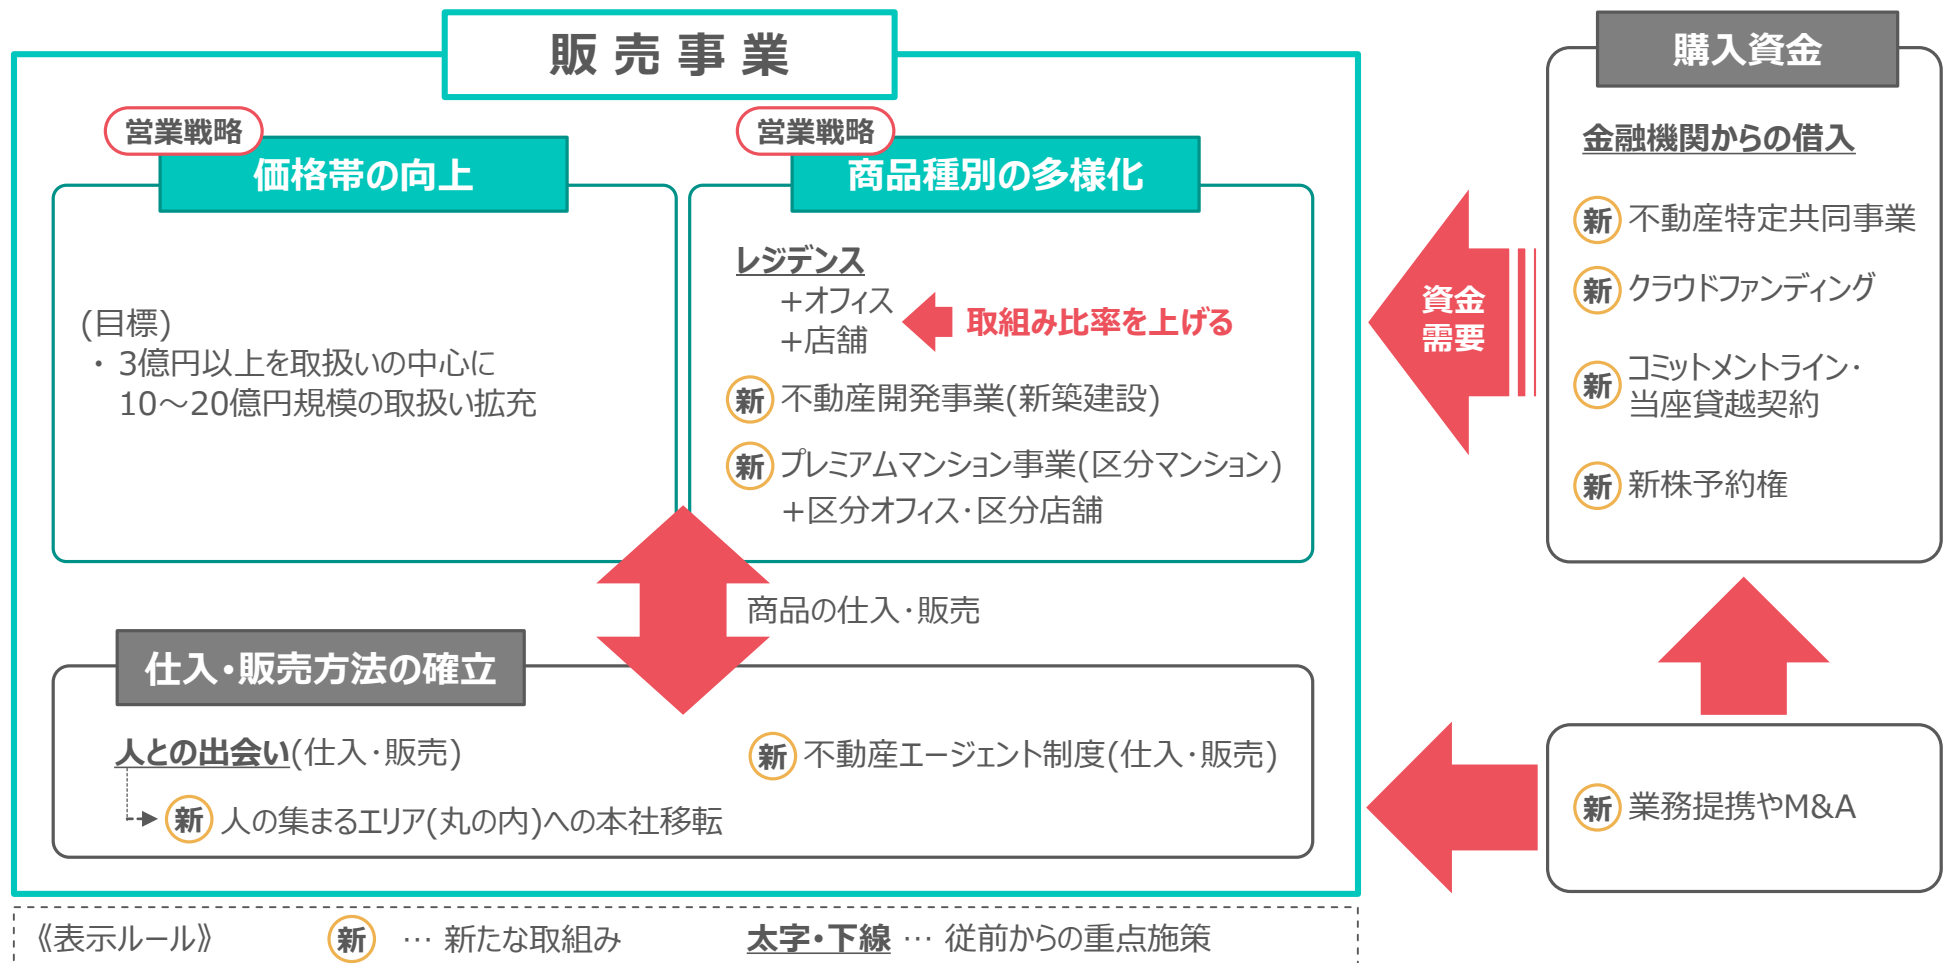 販売事業
営業戦略
価格帯の向上
(目標)
・3億円以上を取扱いの中心に
10～20億円規模の取扱い拡充
営業戦略
商品種別の多様化
レジデンス
+オフィス
+店舗
取組み比率を上げる
新 不動産開発事業(新築建設)
新 プレミアムマンション事業(区分マンション)
+区分オフィス・区分店舗
商品の仕入・販売
仕入・販売方法の確立
人との出会い(仕入・販売)
新 人の集まるエリア(丸の内)への本社移転
新 不動産エージェント制度(仕入・販売)
資金
需要
購入資金
金融機関からの借入
新 不動産特定共同事業
新 クラウドファンディング
新 コミットメントライン・
当座貸越契約
新 新株予約権
新 業務提携やM&A
《表示ルール》 新 … 新たな取組み 太字・下線 … 従前からの重点施策